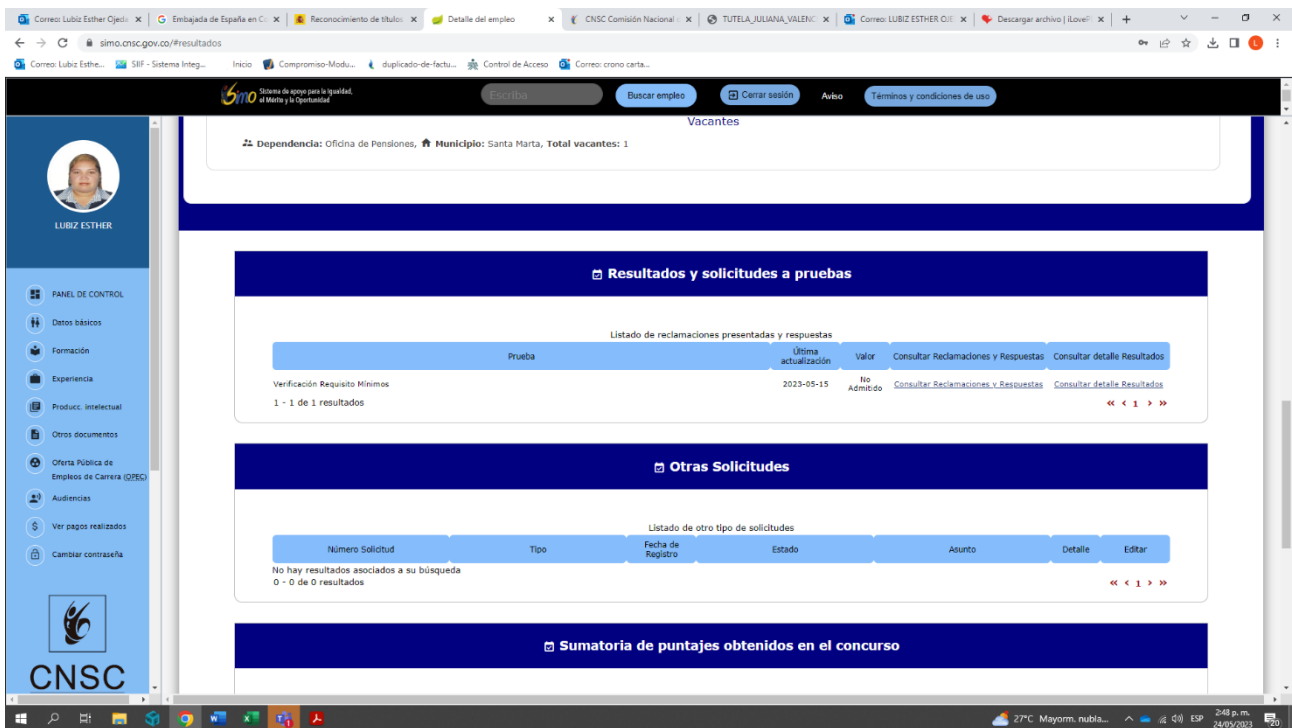 Correo: Lubiz Esther Ojeda
Embajada de España en Co
Reconocimiento de títulos
Detalle del empleo
CNSC Comisión Nacional
TUTELA_JULIANA_VALENC
Correo: LUBIZ ESTHER OJE
Descargar archivo | iLoveP
simo.cnsc.gov.co/#resultados
L
Correo: Lubiz Esthe...
SIIF - Sistema Integ...
Inicio
Compromiso-Modu...
duplicado-de-factu...
Control de Acceso
Correo: crono carta...
Simo
Sistema de apoyo para la Igualdad,
el Mérito y la Oportunidad
Escriba
Buscar empleo
Cerrar sesión
Aviso
Términos y condiciones de uso
Vacantes
Dependencia: Oficina de Pensiones, Municipio: Santa Marta, Total vacantes: 1
LUBIZ ESTHER
PANEL DE CONTROL
Datos básicos
Formación
Experiencia
Producc. intelectual
Otros documentos
Oferta Pública de
Empleos de Carrera (OPEC)
Audiencias
Ver pagos realizados
Cambiar contraseña
CNSC
Resultados y solicitudes a pruebas
Listado de reclamaciones presentadas y respuestas
Prueba
Última
actualización
Valor
Consultar Reclamaciones y Respuestas
Consultar detalle Resultados
Verificación Requisito Mínimos
2023-05-15
No
Admitido
Consultar Reclamaciones y Respuestas
Consultar detalle Resultados
1 - 1 de 1 resultados
« ‹ 1 › »
Otras Solicitudes
Listado de otro tipo de solicitudes
Número Solicitud
Tipo
Fecha de
Registro
Estado
Asunto
Detalle
Editar
No hay resultados asociados a su búsqueda
0 - 0 de 0 resultados
« ‹ 1 › »
Sumatoria de puntajes obtenidos en el concurso
27°C Mayorm. nubla...
ESP
2:48 p. m.
24/05/2023
20